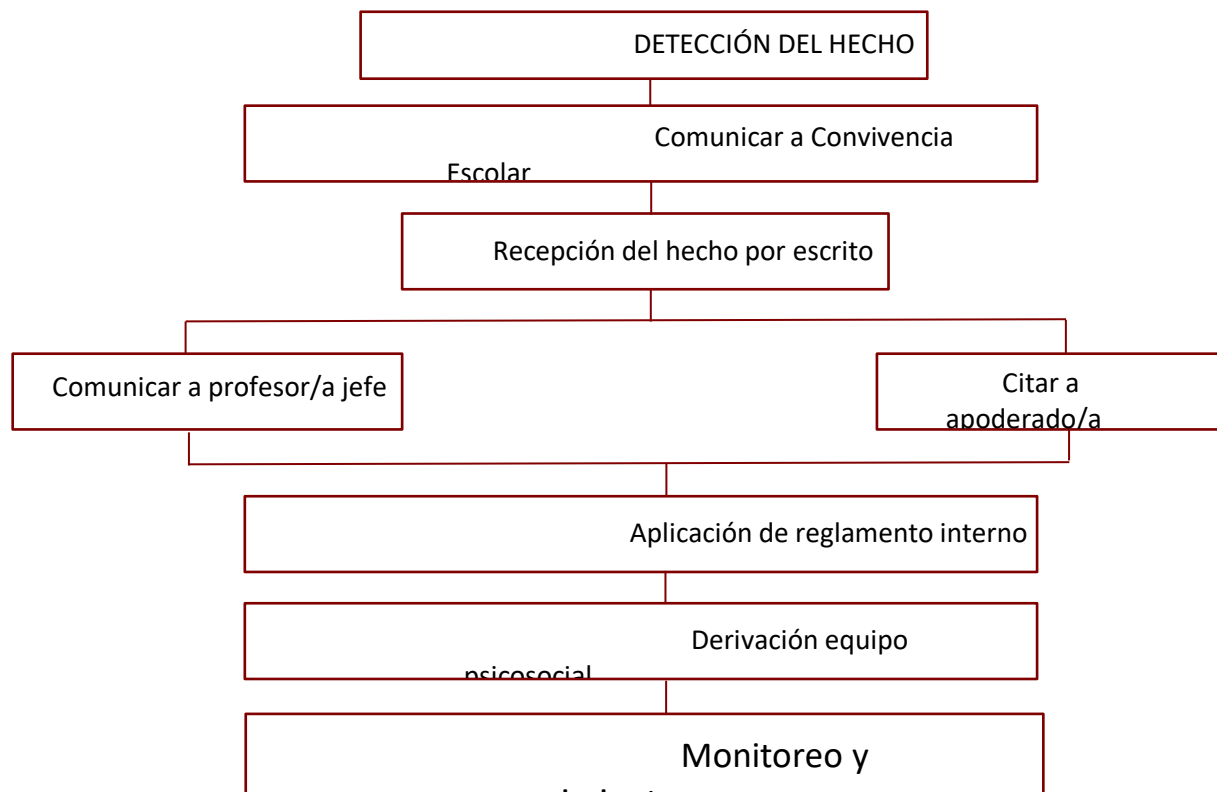 DETECCIÓN DEL HECHO
Comunicar a Convivencia
Escolar
Recepción del hecho por escrito
Comunicar a profesor/a jefe
Citar a
apoderado/a
Aplicación de reglamento interno
Derivación equipo
psicosocial
Monitoreo y